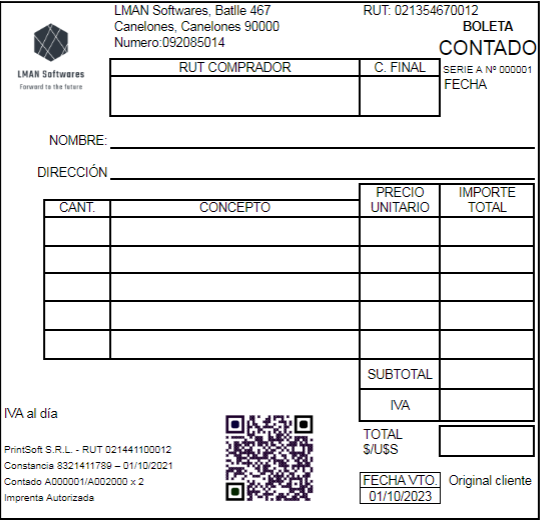 LMAN Softwares, Batlle 467
Canelones, Canelones 90000
Numero:092085014
RUT: 021354670012
BOLETA
CONTADO
SERIE A Nº 000001
FECHA
LMAN Softwares
Forward to the future
RUT COMPRADOR
C. FINAL
NOMBRE:
DIRECCIÓN
CANT.
CONCEPTO
PRECIO
UNITARIO
IMPORTE
TOTAL
SUBTOTAL
IVA
TOTAL
$/U$S
IVA al día
PrintSoft S.R.L. - RUT 021441100012
Constancia 8321411789 – 01/10/2021
Contado A000001/A002000 x 2
Imprenta Autorizada
FECHA VTO.
01/10/2023
Original cliente